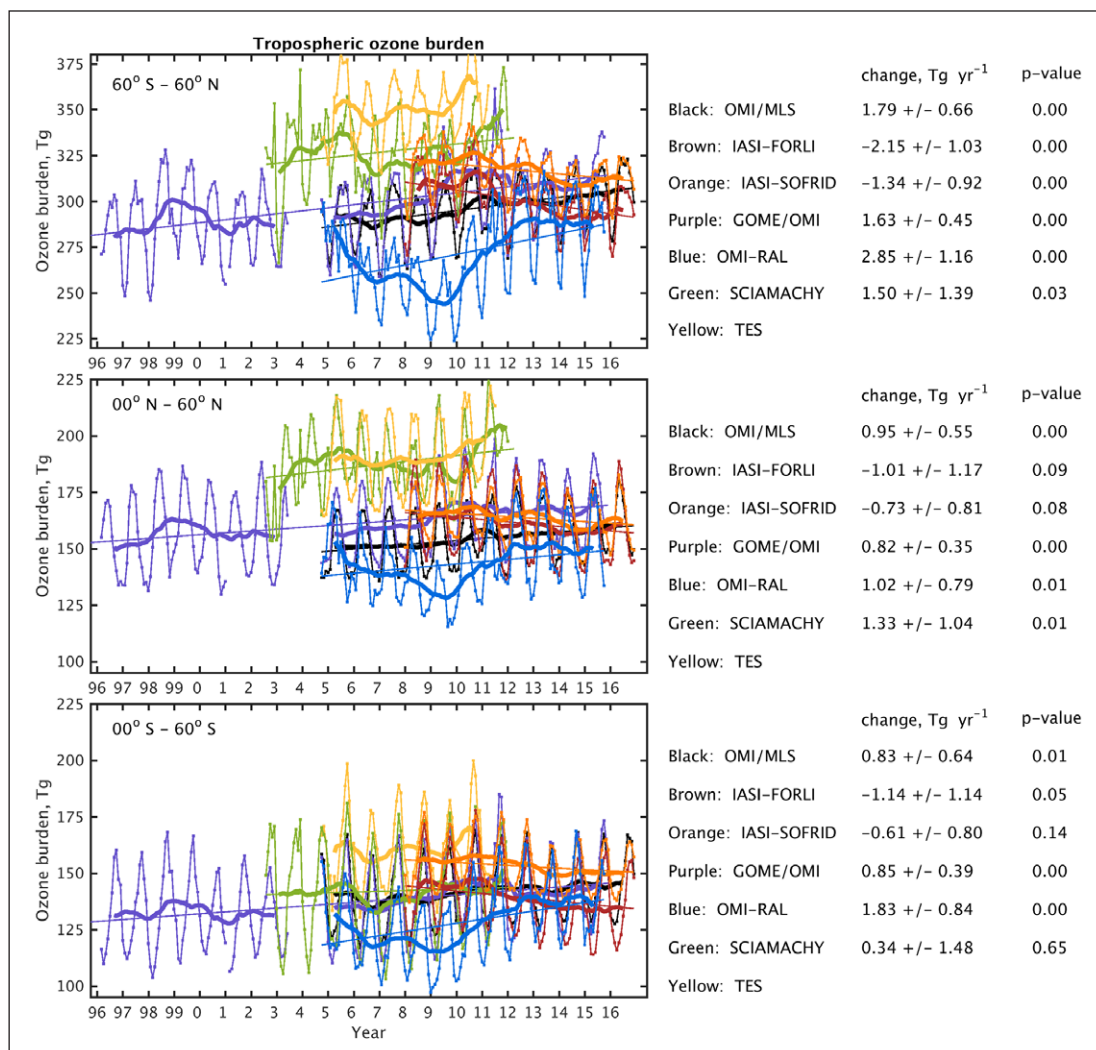 Tropospheric ozone burden
60° S – 60° N
Ozone burden, Tg
375
350
325
300
275
250
225
96 97 98 99 0 1 2 3 4 5 6 7 8 9 10 11 12 13 14 15 16
change, Tg yr⁻¹ p-value
Black: OMI/MLS 1.79 +/- 0.66 0.00
Brown: IASI-FORLI -2.15 +/- 1.03 0.00
Orange: IASI-SOFRID -1.34 +/- 0.92 0.00
Purple: GOME/OMI 1.63 +/- 0.45 0.00
Blue: OMI-RAL 2.85 +/- 1.16 0.00
Green: SCIAMACHY 1.50 +/- 1.39 0.03
Yellow: TES
00° N – 60° N
Ozone burden, Tg
225
200
175
150
125
100
96 97 98 99 0 1 2 3 4 5 6 7 8 9 10 11 12 13 14 15 16
change, Tg yr⁻¹ p-value
Black: OMI/MLS 0.95 +/- 0.55 0.00
Brown: IASI-FORLI -1.01 +/- 1.17 0.09
Orange: IASI-SOFRID -0.73 +/- 0.81 0.08
Purple: GOME/OMI 0.82 +/- 0.35 0.00
Blue: OMI-RAL 1.02 +/- 0.79 0.01
Green: SCIAMACHY 1.33 +/- 1.04 0.01
Yellow: TES
00° S – 60° S
Ozone burden, Tg
225
200
175
150
125
100
96 97 98 99 0 1 2 3 4 5 6 7 8 9 10 11 12 13 14 15 16
Year
change, Tg yr⁻¹ p-value
Black: OMI/MLS 0.83 +/- 0.64 0.01
Brown: IASI-FORLI -1.14 +/- 1.14 0.05
Orange: IASI-SOFRID -0.61 +/- 0.80 0.14
Purple: GOME/OMI 0.85 +/- 0.39 0.00
Blue: OMI-RAL 1.83 +/- 0.84 0.00
Green: SCIAMACHY 0.34 +/- 1.48 0.65
Yellow: TES